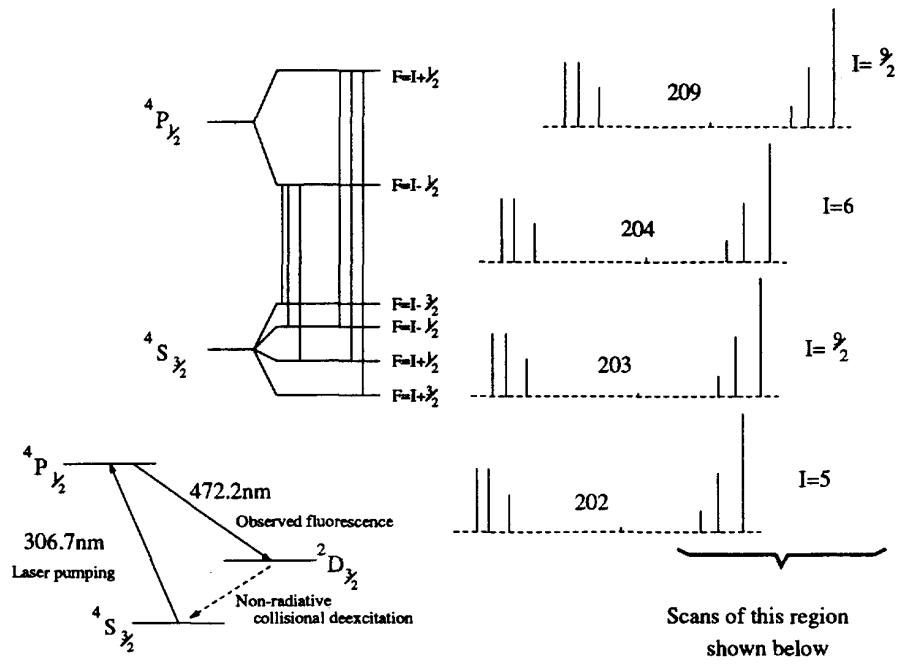 F=I+½
⁴P½
F=I-½
F=I-3/2
F=I-½
⁴S3/2
F=I+½
F=I+3/2
209
I= 9/2
204
I=6
203
I= 9/2
202
I=5
Scans of this region
shown below
⁴P½
472.2nm
Observed fluorescence
306.7nm
Laser pumping
²D3/2
Non-radiative
collisional deexcitation
⁴S3/2